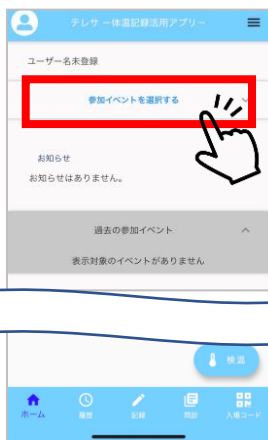 テレサ －体温記録活用アプリ－
ユーザー名未登録
参加イベントを選択する
お知らせ
お知らせはありません。
過去の参加イベント
表示対象のイベントがありません
検温
ホーム
履歴
記録
問診
入場コード